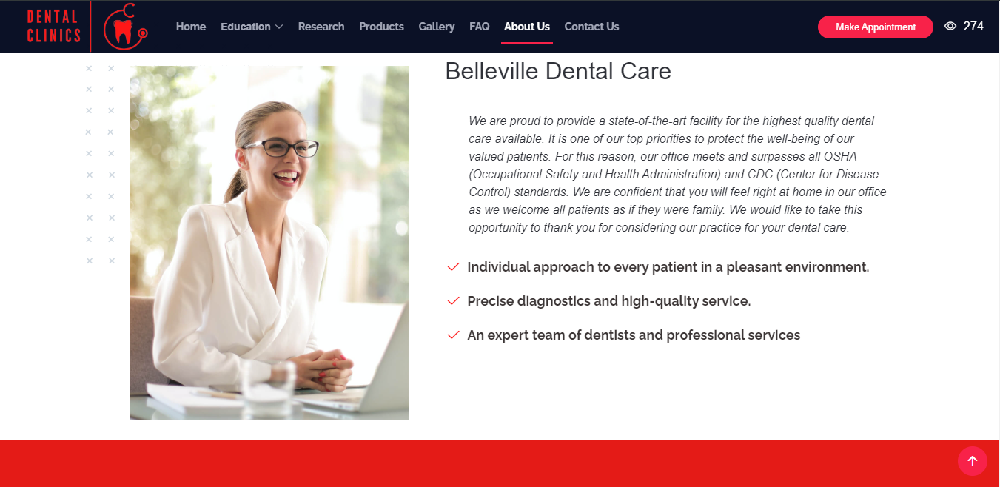 DENTAL
CLINICS
Home Education Research Products Gallery FAQ About Us Contact Us
Make Appointment 274
Belleville Dental Care
We are proud to provide a state-of-the-art facility for the highest quality dental
care available. It is one of our top priorities to protect the well-being of our
valued patients. For this reason, our office meets and surpasses all OSHA
(Occupational Safety and Health Administration) and CDC (Center for Disease
Control) standards. We are confident that you will feel right at home in our office
as we welcome all patients as if they were family. We would like to take this
opportunity to thank you for considering our practice for your dental care.
Individual approach to every patient in a pleasant environment.
Precise diagnostics and high-quality service.
An expert team of dentists and professional services